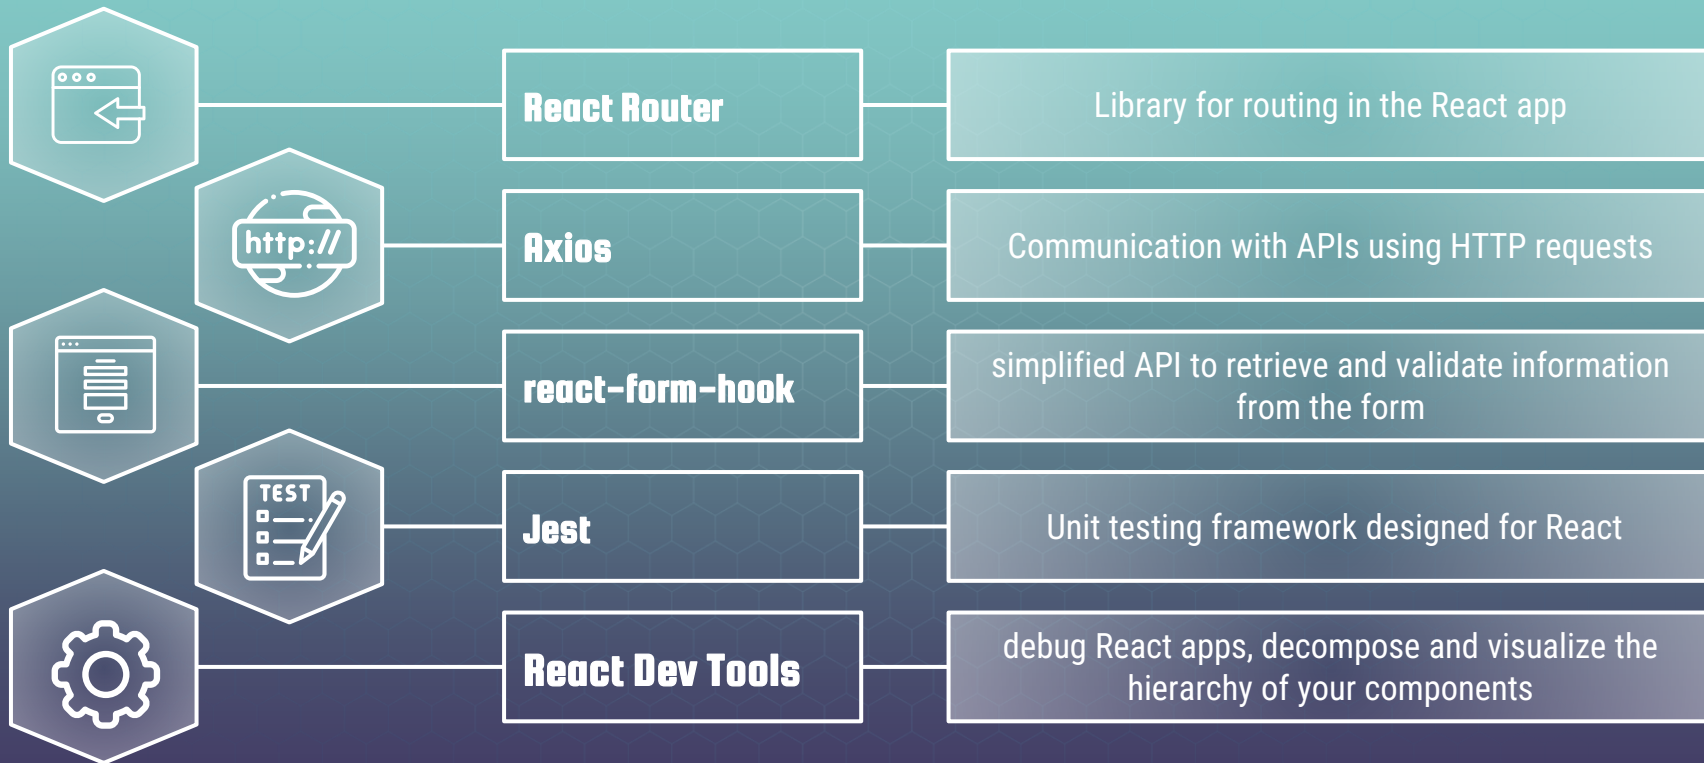 React Router
Library for routing in the React app
http://
Axios
Communication with APIs using HTTP requests
react-form-hook
simplified API to retrieve and validate information
from the form
TEST
Jest
Unit testing framework designed for React
React Dev Tools
debug React apps, decompose and visualize the
hierarchy of your components